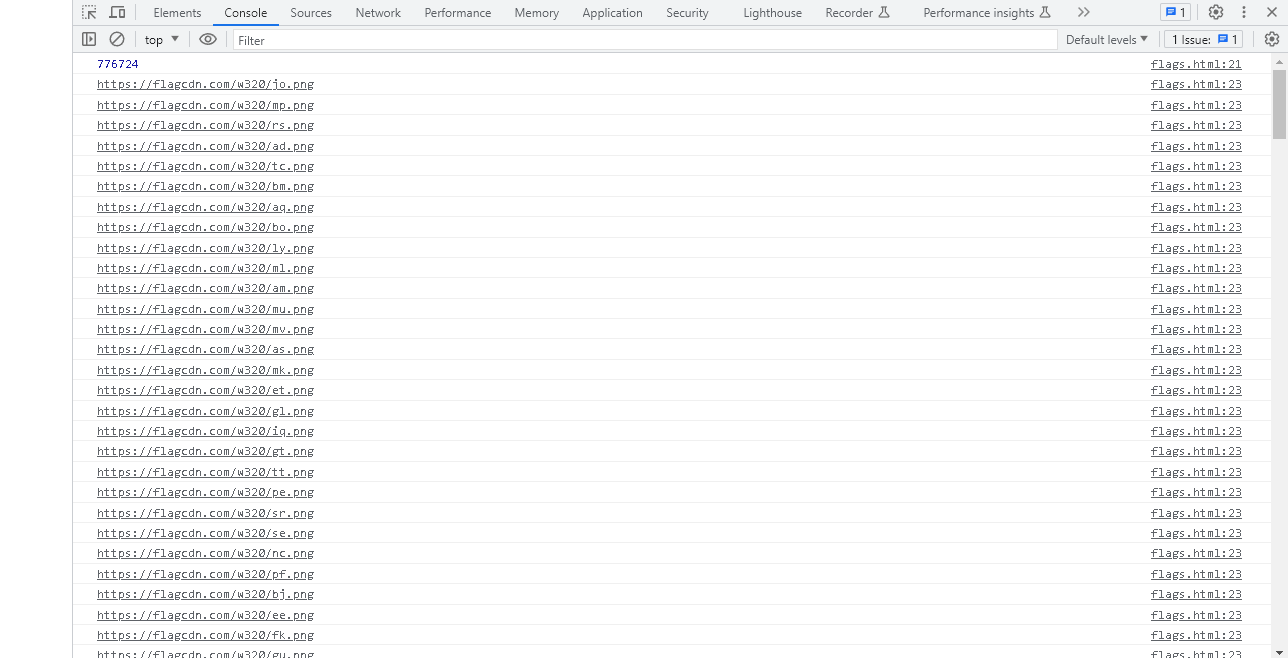 Elements Console Sources Network Performance Memory Application Security Lighthouse Recorder Performance insights 1
top Filter Default levels 1 Issue: 1
776724 flags.html:21
https://flagcdn.com/w320/jo.png flags.html:23
https://flagcdn.com/w320/mp.png flags.html:23
https://flagcdn.com/w320/rs.png flags.html:23
https://flagcdn.com/w320/ad.png flags.html:23
https://flagcdn.com/w320/tc.png flags.html:23
https://flagcdn.com/w320/bm.png flags.html:23
https://flagcdn.com/w320/aq.png flags.html:23
https://flagcdn.com/w320/bo.png flags.html:23
https://flagcdn.com/w320/ly.png flags.html:23
https://flagcdn.com/w320/ml.png flags.html:23
https://flagcdn.com/w320/am.png flags.html:23
https://flagcdn.com/w320/mu.png flags.html:23
https://flagcdn.com/w320/mv.png flags.html:23
https://flagcdn.com/w320/as.png flags.html:23
https://flagcdn.com/w320/mk.png flags.html:23
https://flagcdn.com/w320/et.png flags.html:23
https://flagcdn.com/w320/gl.png flags.html:23
https://flagcdn.com/w320/iq.png flags.html:23
https://flagcdn.com/w320/gt.png flags.html:23
https://flagcdn.com/w320/tt.png flags.html:23
https://flagcdn.com/w320/pe.png flags.html:23
https://flagcdn.com/w320/sr.png flags.html:23
https://flagcdn.com/w320/se.png flags.html:23
https://flagcdn.com/w320/nc.png flags.html:23
https://flagcdn.com/w320/pf.png flags.html:23
https://flagcdn.com/w320/bj.png flags.html:23
https://flagcdn.com/w320/ee.png flags.html:23
https://flagcdn.com/w320/fk.png flags.html:23
https://flagcdn.com/w320/gu.png flags.html:23